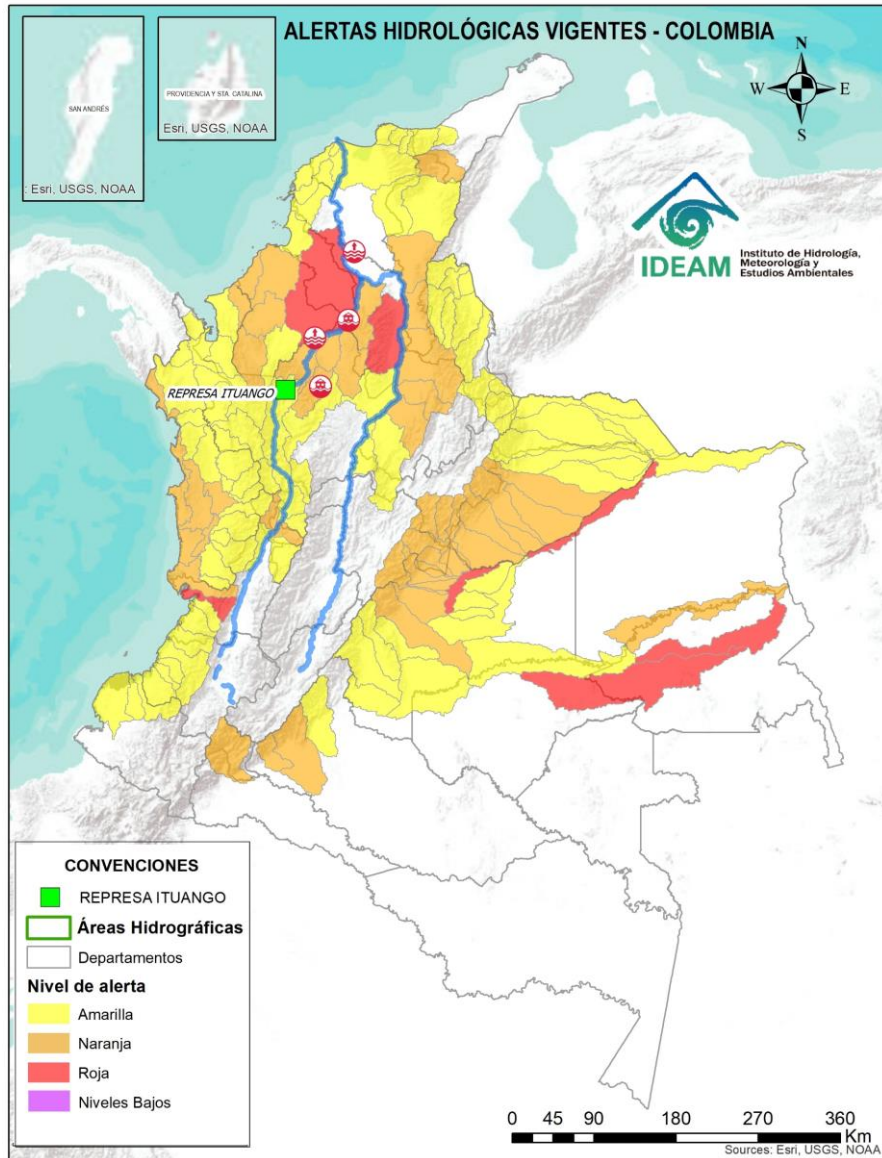 ALERTAS HIDROLÓGICAS VIGENTES - COLOMBIA
SAN ANDRÉS
: Esri, USGS, NOAA
PROVIDENCIA Y STA. CATALINA
Esri, USGS, NOAA
N
W
E
S
IDEAM
Instituto de Hidrología,
Meteorología y
Estudios Ambientales
REPRESA ITUANGO
CONVENCIONES
REPRESA ITUANGO
Áreas Hidrográficas
Departamentos
Nivel de alerta
Amarilla
Naranja
Roja
Niveles Bajos
0 45 90 180 270 360
Km
Sources: Esri, USGS, NOAA